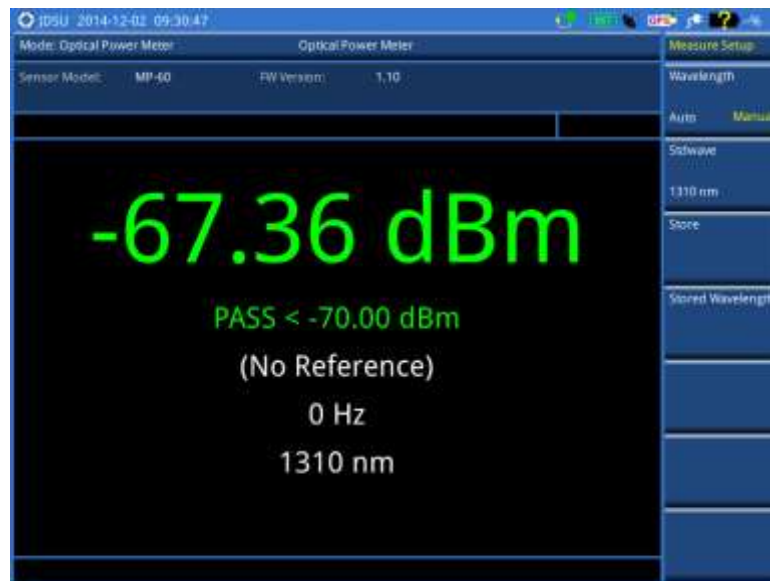 JDSU 2014-12-02 09:30:47
GPS
Mode: Optical Power Meter
Optical Power Meter
Measure Setup
Sensor Model: MP-60 FW Version: 1.10
Wavelength
Auto Manual
Stdwave
1310 nm
-67.36 dBm
Store
PASS < -70.00 dBm
Stored Wavelength
(No Reference)
0 Hz
1310 nm